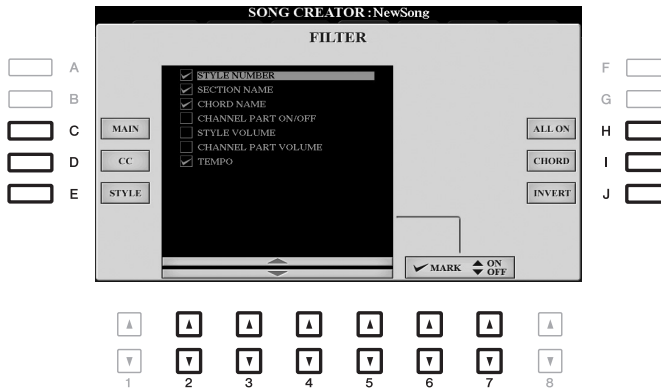 SONG CREATOR :NewSong
FILTER
A
B
C
D
E
MAIN
CC
STYLE
STYLE NUMBER
SECTION NAME
CHORD NAME
CHANNEL PART ON/OFF
STYLE VOLUME
CHANNEL PART VOLUME
TEMPO
ALL ON
CHORD
INVERT
F
G
H
I
J
MARK ON OFF
1 2 3 4 5 6 7 8